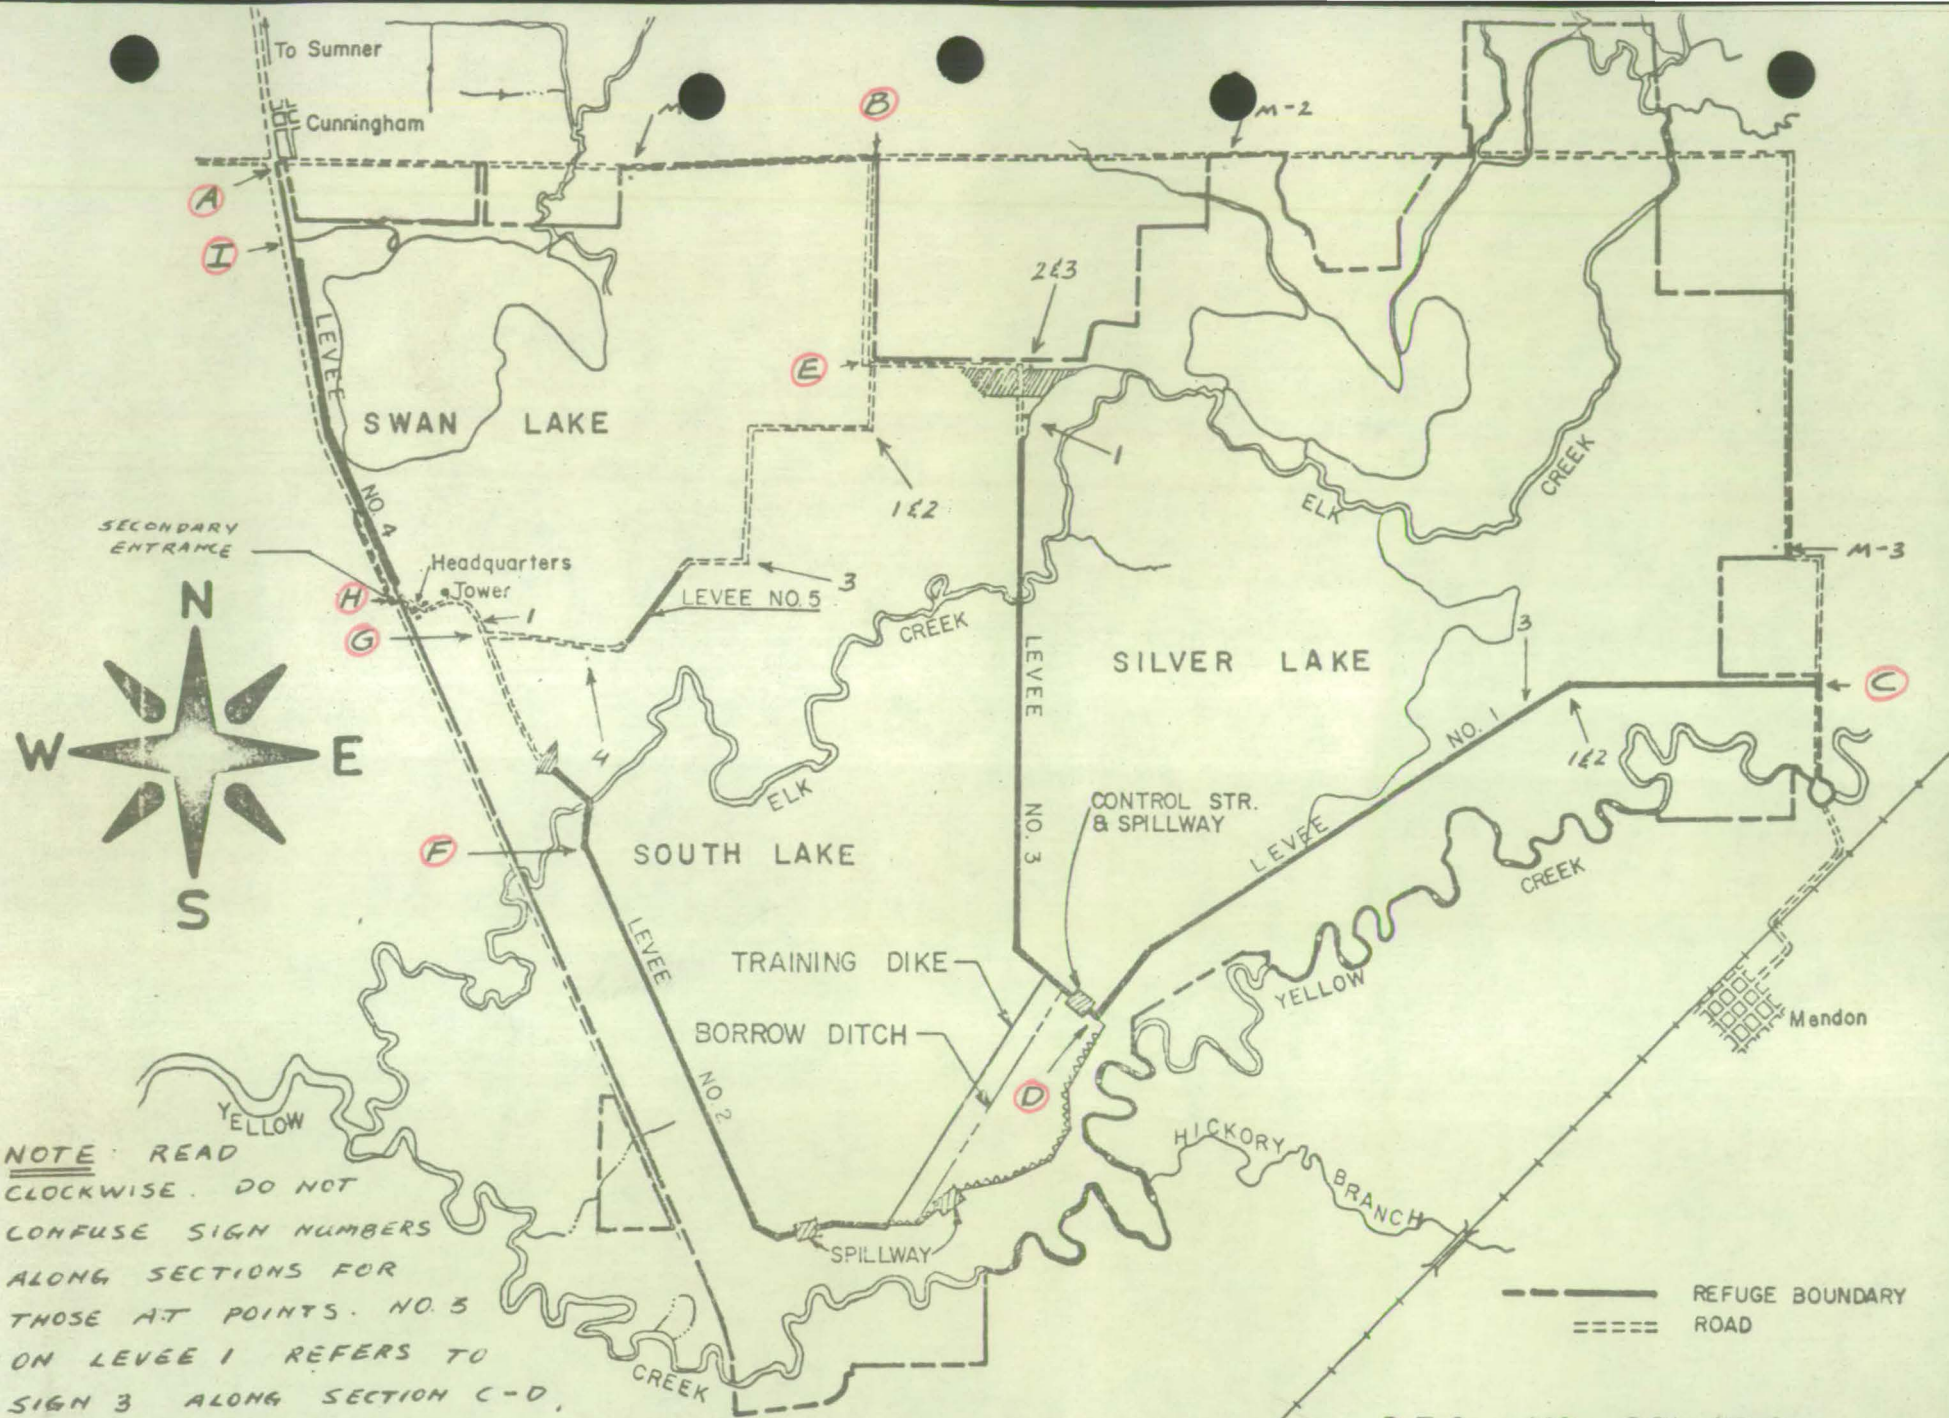 To Sumner
Cunningham
M
B
M-2
A
I
2&3
E
LEVEE
SWAN LAKE
NO. 4
1
1&2
ELK
CREEK
SECONDARY
ENTRANCE
Headquarters
Tower
H
G
1
3
LEVEE NO. 5
M-3
N
W
E
S
CREEK
LEVEE
SILVER LAKE
3
C
NO. 1
1&2
4
ELK
CONTROL STR.
& SPILLWAY
NO. 3
LEVEE
F
SOUTH LAKE
CREEK
LEVEE
TRAINING DIKE
YELLOW
BORROW DITCH
Mendon
NO. 2
D
YELLOW
HICKORY
BRANCH
SPILLWAY
CREEK
NOTE: READ
CLOCKWISE. DO NOT
CONFUSE SIGN NUMBERS
ALONG SECTIONS FOR
THOSE AT POINTS. NO. 3
ON LEVEE 1 REFERS TO
SIGN 3 ALONG SECTION C-D.
REFUGE BOUNDARY
ROAD